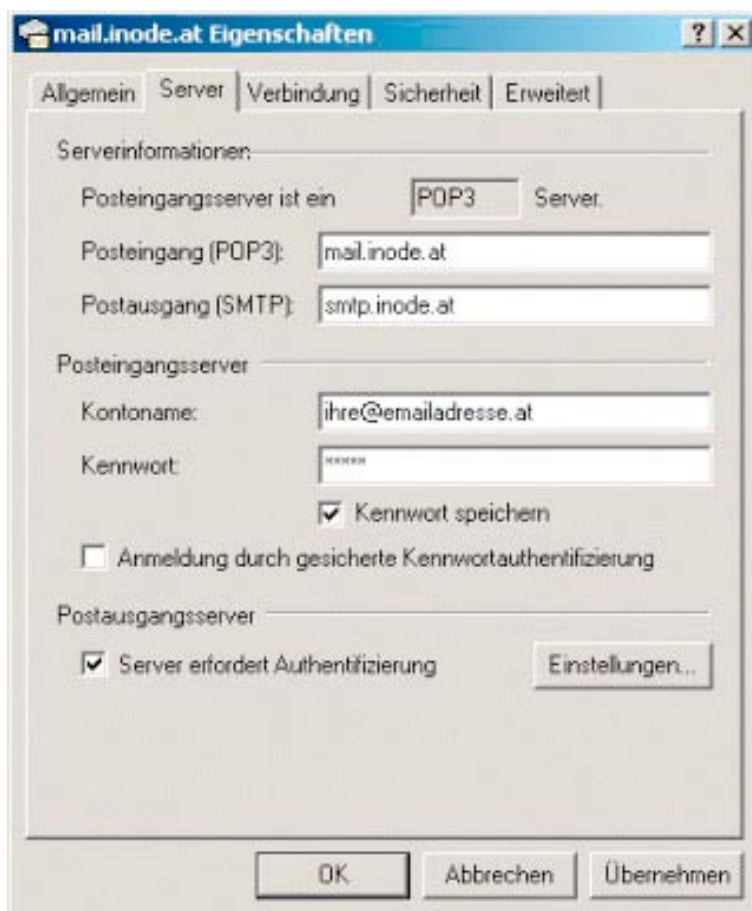 mail.inode.at Eigenschaften
Allgemein Server Verbindung Sicherheit Erweitert
Serverinformationen:
Posteingangsserver ist ein POP3 Server.
Posteingang (POP3): mail.inode.at
Postausgang (SMTP): smtp.inode.at
Posteingangsserver
Kontoname: ihre@emailadresse.at
Kennwort: *****
Kennwort speichern
Anmeldung durch gesicherte Kennwortauthentifizierung
Postausgangsserver
Server erfordert Authentifizierung Einstellungen...
OK Abbrechen Übernehmen